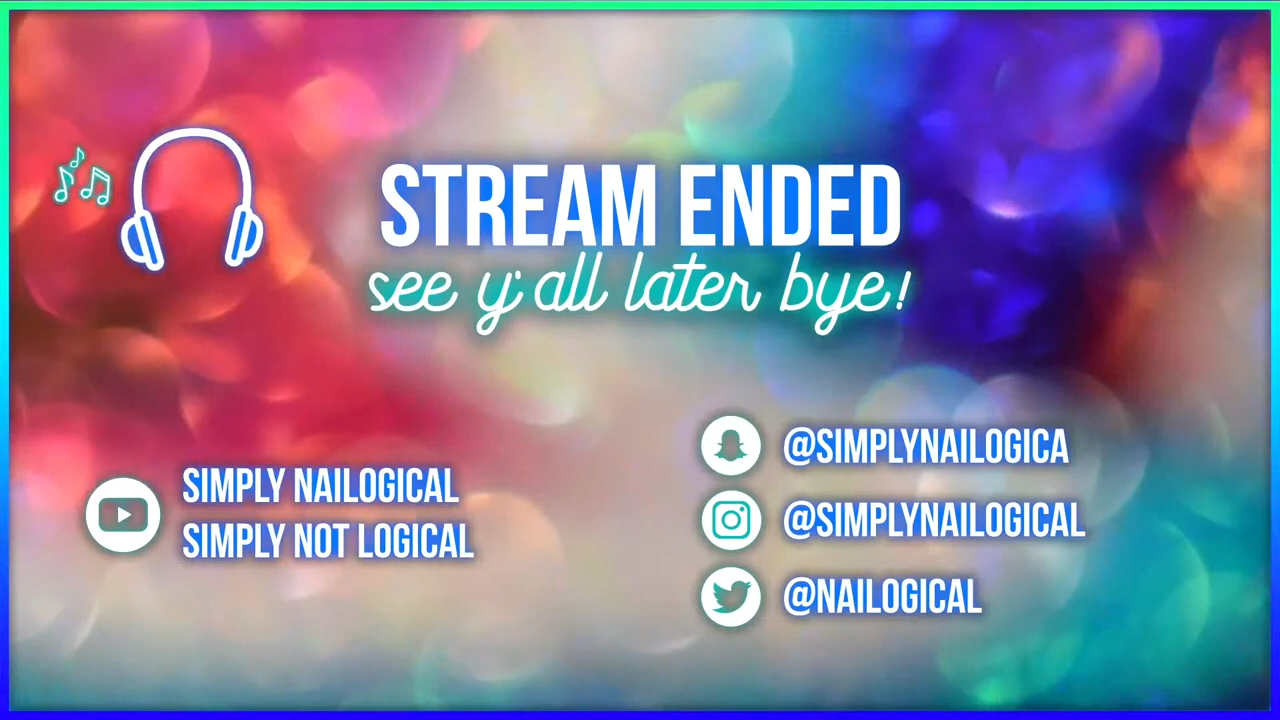 STREAM ENDED
see y'all later bye!
SIMPLY NAILOGICAL
SIMPLY NOT LOGICAL
@SIMPLYNAILOGICA
@SIMPLYNAILOGICAL
@NAILOGICAL